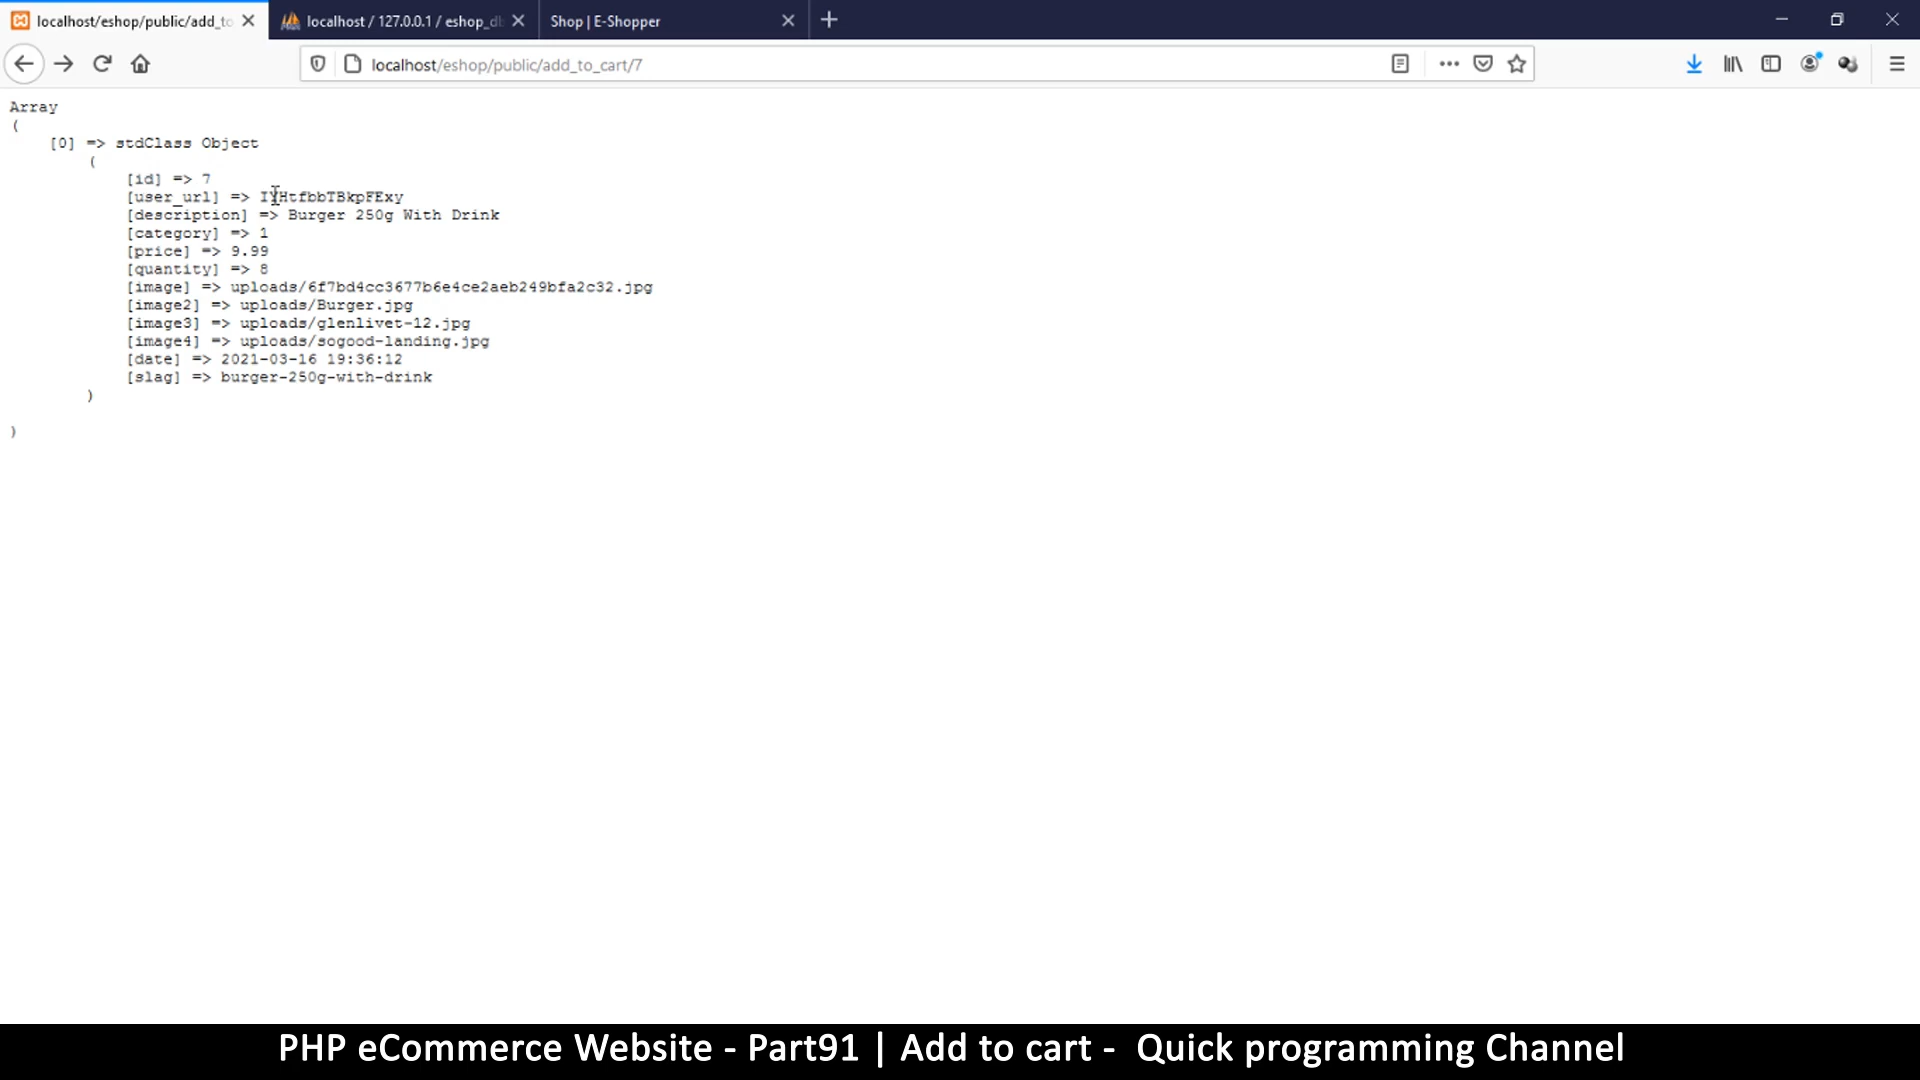 localhost/eshop/public/add_to
localhost / 127.0.0.1 / eshop_d
Shop | E-Shopper
localhost/eshop/public/add_to_cart/7
Array
(
[0] => stdClass Object
(
[id] => 7
[user_url] => IYHtfbbTBkpFExy
[description] => Burger 250g With Drink
[category] => 1
[price] => 9.99
[quantity] => 8
[image] => uploads/6f7bd4cc3677b6e4ce2aeb249bfa2c32.jpg
[image2] => uploads/Burger.jpg
[image3] => uploads/glenlivet-12.jpg
[image4] => uploads/sogood-landing.jpg
[date] => 2021-03-16 19:36:12
[slag] => burger-250g-with-drink
)
)
PHP eCommerce Website - Part91 | Add to cart - Quick programming Channel